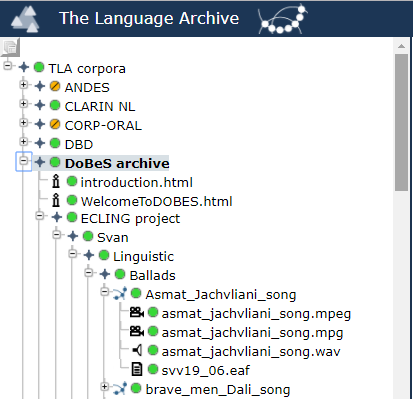 The Language Archive
TLA corpora
ANDES
CLARIN NL
CORP-ORAL
DBD
DoBeS archive
introduction.html
WelcomeToDOBES.html
ECLING project
Svan
Linguistic
Ballads
Asmat_Jachvliani_song
asmat_jachvliani_song.mpeg
asmat_jachvliani_song.mpg
asmat_jachvliani_song.wav
svv19_06.eaf
brave_men_Dali_song